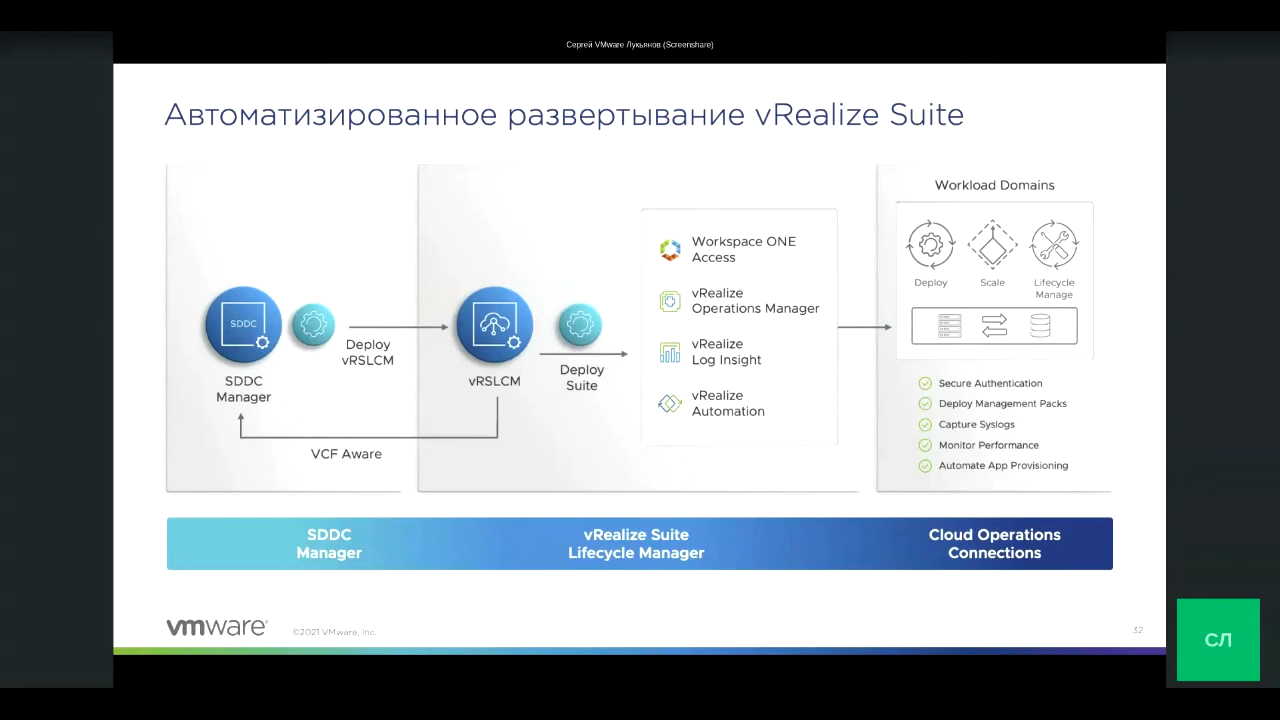 Сергей VMware Лукьянов (Screenshare)
Автоматизированное развертывание vRealize Suite
SDDC
SDDC
Manager
Deploy
vRSLCM
VCF Aware
vRSLCM
Deploy
Suite
Workspace ONE
Access
vRealize
Operations Manager
vRealize
Log Insight
vRealize
Automation
Workload Domains
Deploy
Scale
Lifecycle
Manage
Secure Authentication
Deploy Management Packs
Capture Syslogs
Monitor Performance
Automate App Provisioning
SDDC
Manager
vRealize Suite
Lifecycle Manager
Cloud Operations
Connections
vmware®
©2021 VMware, Inc.
32
СЛ